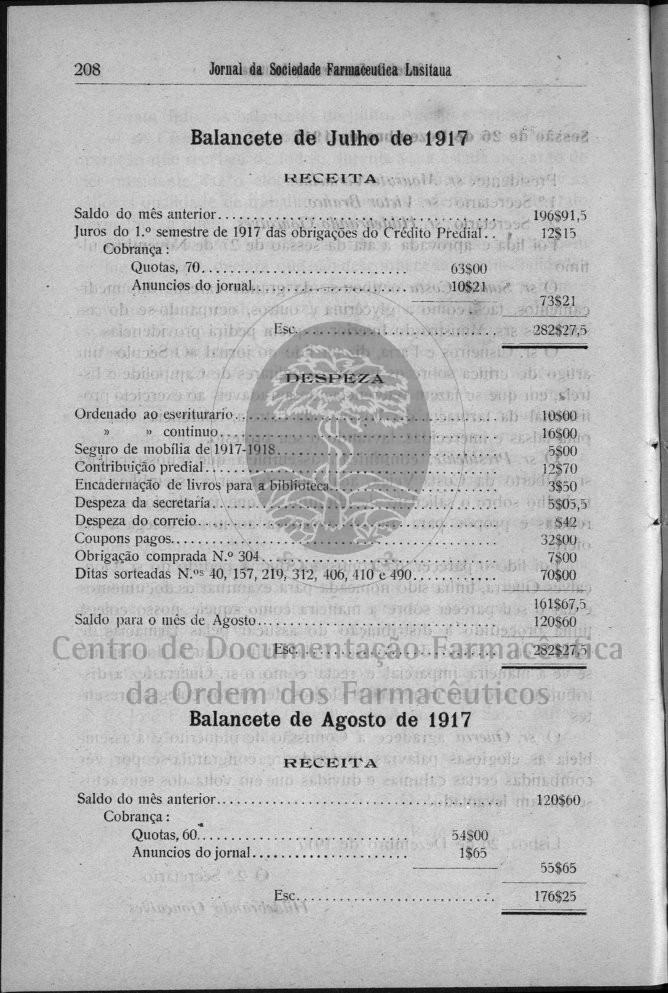 208
Jornal da Sociedade Farmaceutica Lusitana
Balancete de Julho de 1917
RECEITA
Saldo do mês anterior 196$91,5
Juros do 1.º semestre de 1917 das obrigações do Crédito Predial 12$15
Cobrança:
Quotas, 70 63$00
Anuncios do jornal 10$21
73$21
Esc. 282$27,5
DESPEZA
Ordenado ao escriturario 10$00
» » continuo 16$00
Seguro de mobília de 1917-1918 5$00
Contribuição predial 12$70
Encadernação de livros para a biblioteca 3$50
Despeza da secretaria 5$05,5
Despeza do correio $42
Coupons pagos 32$00
Obrigação comprada N.º 304 7$00
Ditas sorteadas N.os 40, 157, 219, 312, 406, 410 e 490 70$00
161$67,5
Saldo para o mês de Agosto 120$60
Esc. 282$27,5
Centro de Documentação Farmacêutica
da Ordem dos Farmacêuticos
Balancete de Agosto de 1917
RECEITA
Saldo do mês anterior 120$60
Cobrança:
Quotas, 60 54$00
Anuncios do jornal 1$65
55$65
Esc. 176$25